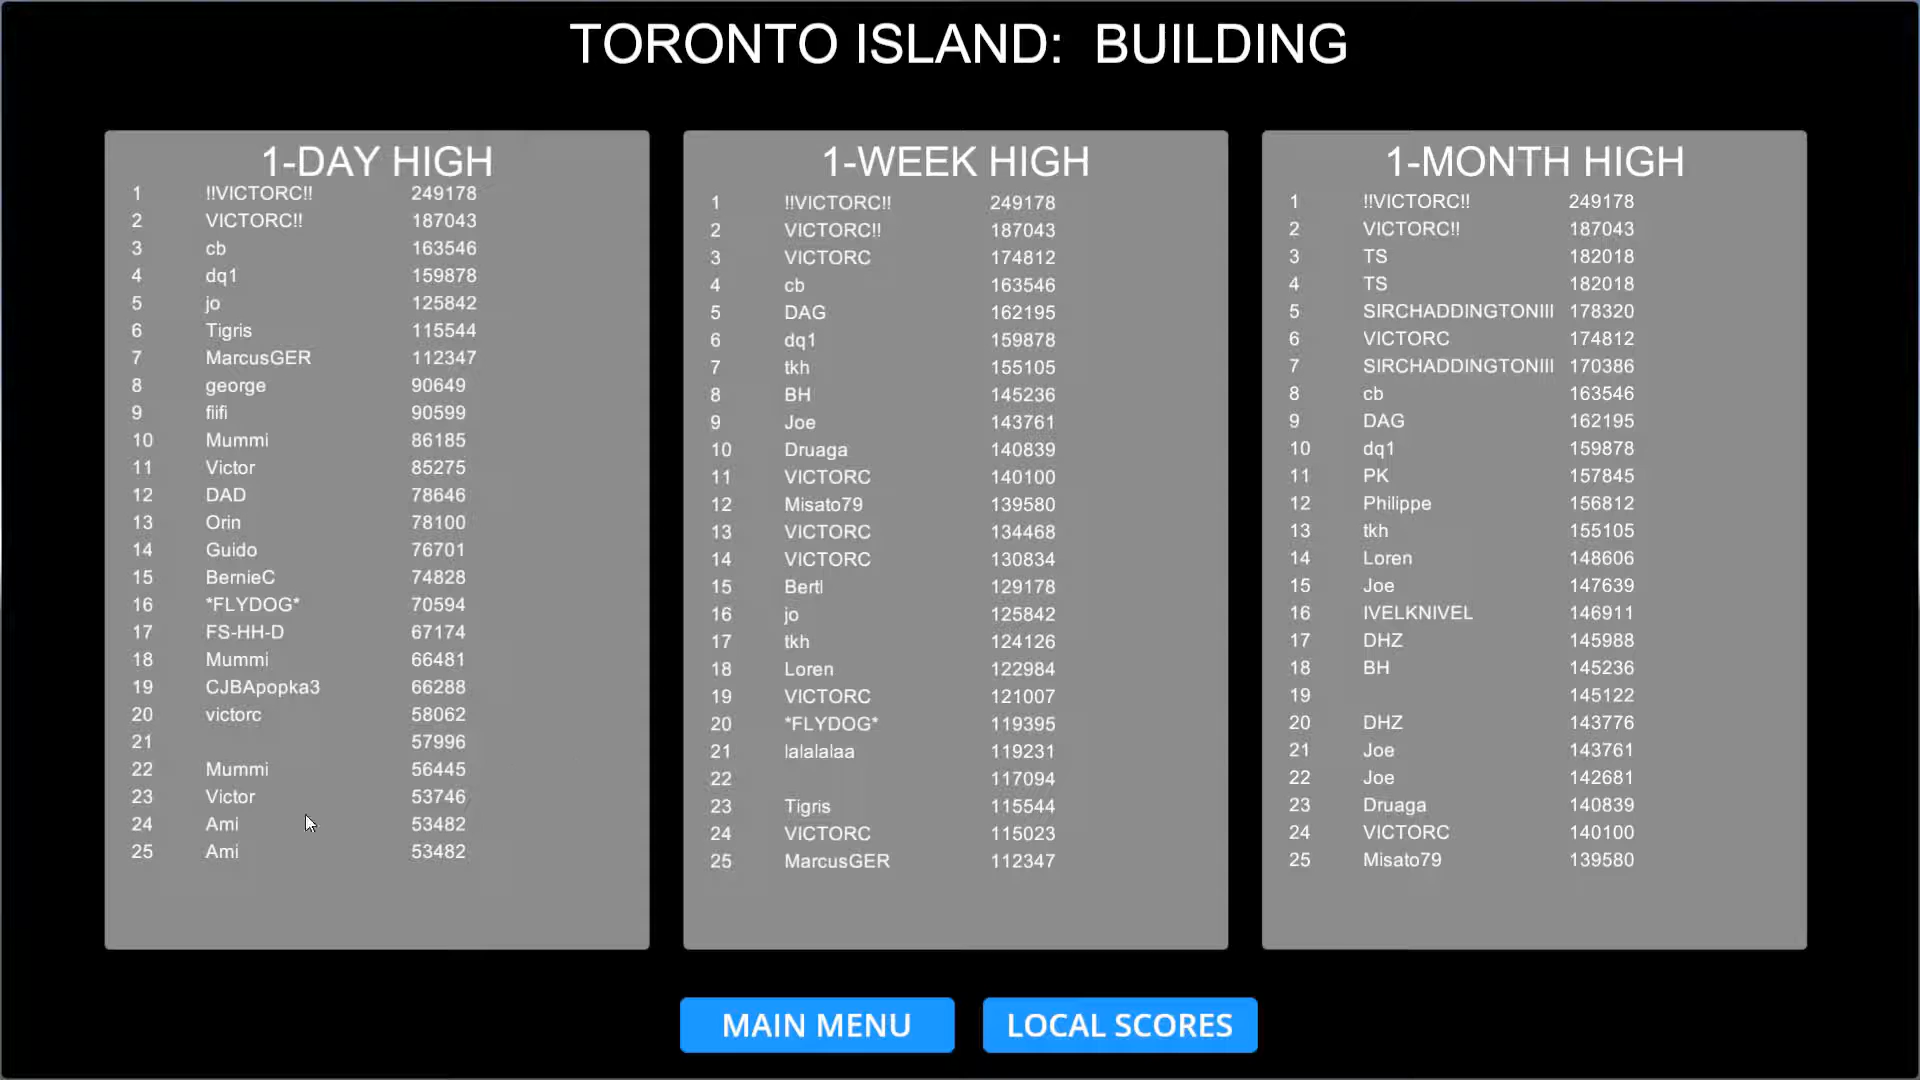 TORONTO ISLAND: BUILDING
1-DAY HIGH
1 !!VICTORC!! 249178
2 VICTORC!! 187043
3 cb 163546
4 dq1 159878
5 jo 125842
6 Tigris 115544
7 MarcusGER 112347
8 george 90649
9 fiifi 90599
10 Mummi 86185
11 Victor 85275
12 DAD 78646
13 Orin 78100
14 Guido 76701
15 BernieC 74828
16 *FLYDOG* 70594
17 FS-HH-D 67174
18 Mummi 66481
19 CJBApopka3 66288
20 victorc 58062
21 57996
22 Mummi 56445
23 Victor 53746
24 Ami 53482
25 Ami 53482
1-WEEK HIGH
1 !!VICTORC!! 249178
2 VICTORC!! 187043
3 VICTORC 174812
4 cb 163546
5 DAG 162195
6 dq1 159878
7 tkh 155105
8 BH 145236
9 Joe 143761
10 Druaga 140839
11 VICTORC 140100
12 Misato79 139580
13 VICTORC 134468
14 VICTORC 130834
15 Bertl 129178
16 jo 125842
17 tkh 124126
18 Loren 122984
19 VICTORC 121007
20 *FLYDOG* 119395
21 lalalalaa 119231
22 117094
23 Tigris 115544
24 VICTORC 115023
25 MarcusGER 112347
1-MONTH HIGH
1 !!VICTORC!! 249178
2 VICTORC!! 187043
3 TS 182018
4 TS 182018
5 SIRCHADDINGTONIII 178320
6 VICTORC 174812
7 SIRCHADDINGTONIII 170386
8 cb 163546
9 DAG 162195
10 dq1 159878
11 PK 157845
12 Philippe 156812
13 tkh 155105
14 Loren 148606
15 Joe 147639
16 IVELKNIVEL 146911
17 DHZ 145988
18 BH 145236
19 145122
20 DHZ 143776
21 Joe 143761
22 Joe 142681
23 Druaga 140839
24 VICTORC 140100
25 Misato79 139580
MAIN MENU
LOCAL SCORES